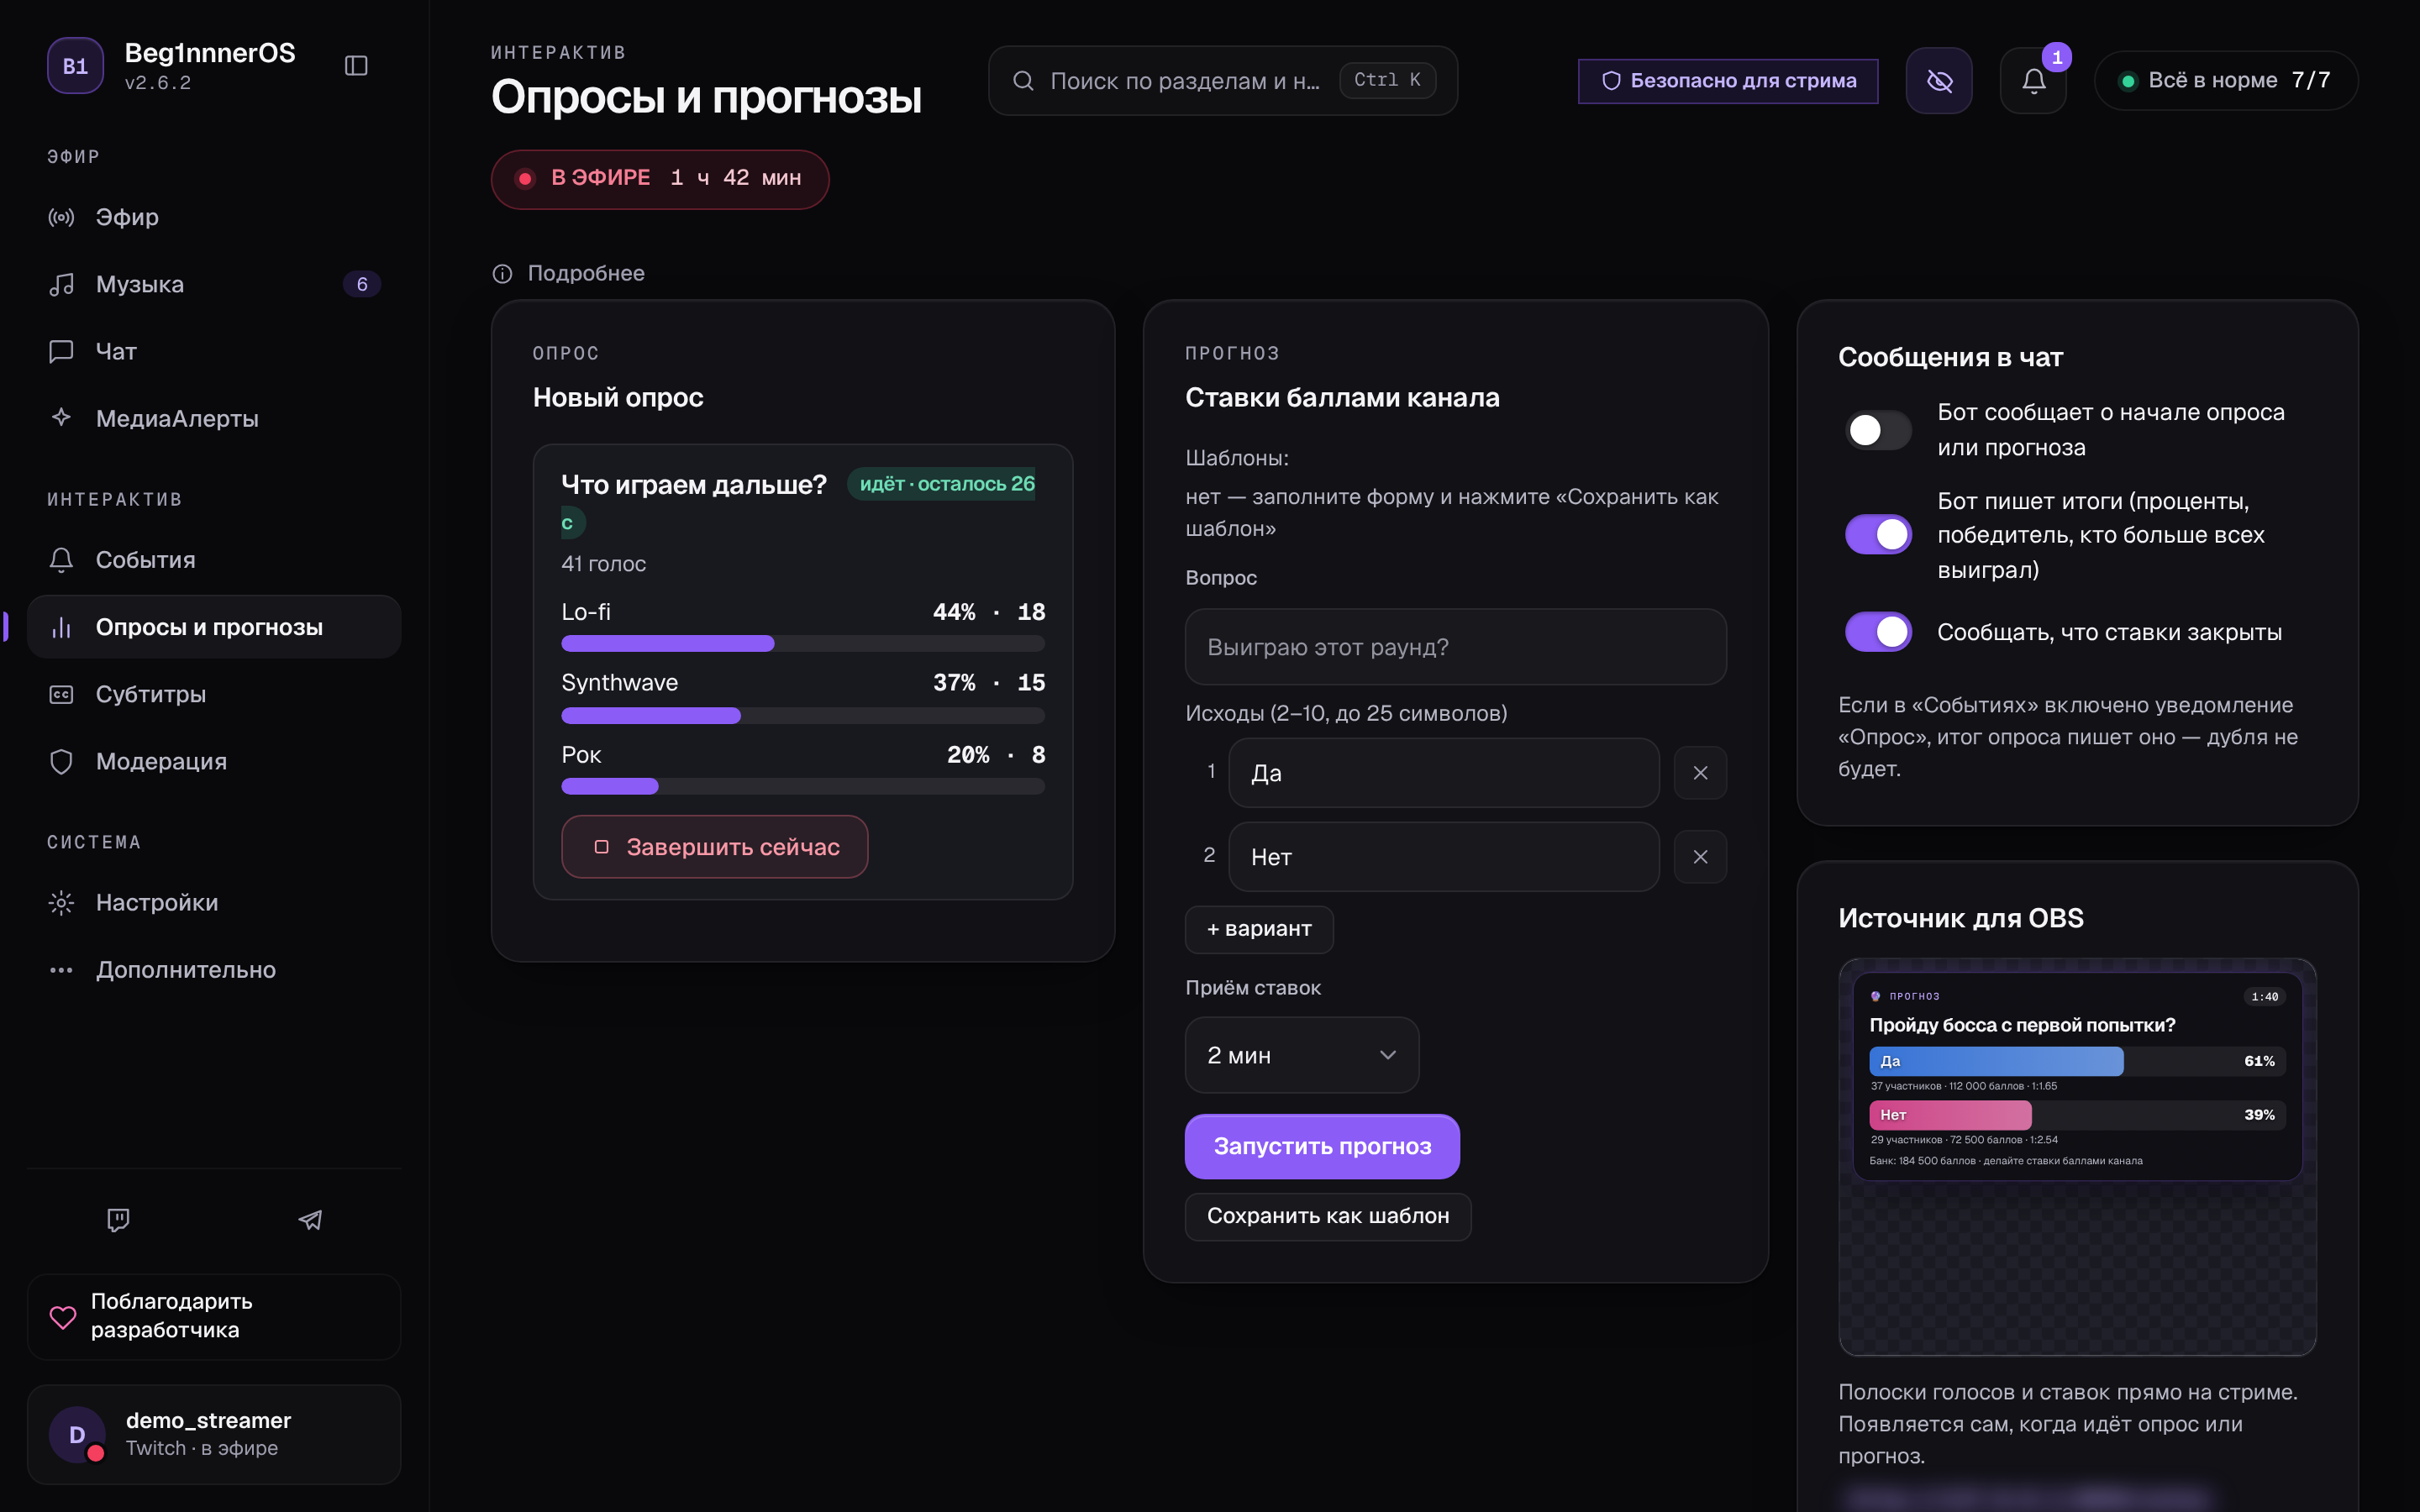 B1
Beg1nnnerOS
v2.6.2
ЭФИР
Эфир
Музыка 6
Чат
МедиаАлерты
ИНТЕРАКТИВ
События
Опросы и прогнозы
Субтитры
Модерация
СИСТЕМА
Настройки
Дополнительно
Поблагодарить
разработчика
D
demo_streamer
Twitch · в эфире
ИНТЕРАКТИВ
Опросы и прогнозы
Поиск по разделам и н... Ctrl K
Безопасно для стрима
1
Всё в норме 7/7
В ЭФИРЕ 1 ч 42 мин
Подробнее
ОПРОС
Новый опрос
Что играем дальше? идёт · осталось 26
с
41 голос
Lo-fi 44% · 18
Synthwave 37% · 15
Рок 20% · 8
Завершить сейчас
ПРОГНОЗ
Ставки баллами канала
Шаблоны:
нет — заполните форму и нажмите «Сохранить как
шаблон»
Вопрос
Выиграю этот раунд?
Исходы (2–10, до 25 символов)
1 Да
2 Нет
+ вариант
Приём ставок
2 мин
Запустить прогноз
Сохранить как шаблон
Сообщения в чат
Бот сообщает о начале опроса
или прогноза
Бот пишет итоги (проценты,
победитель, кто больше всех
выиграл)
Сообщать, что ставки закрыты
Если в «Событиях» включено уведомление
«Опрос», итог опроса пишет оно — дубля не
будет.
Источник для OBS
ПРОГНОЗ 1:40
Пройду босса с первой попытки?
Да 61%
37 участников · 112 000 баллов · 1:1.65
Нет 39%
29 участников · 72 500 баллов · 1:2.54
Банк: 184 500 баллов · делайте ставки баллами канала
Полоски голосов и ставок прямо на стриме.
Появляется сам, когда идёт опрос или
прогноз.